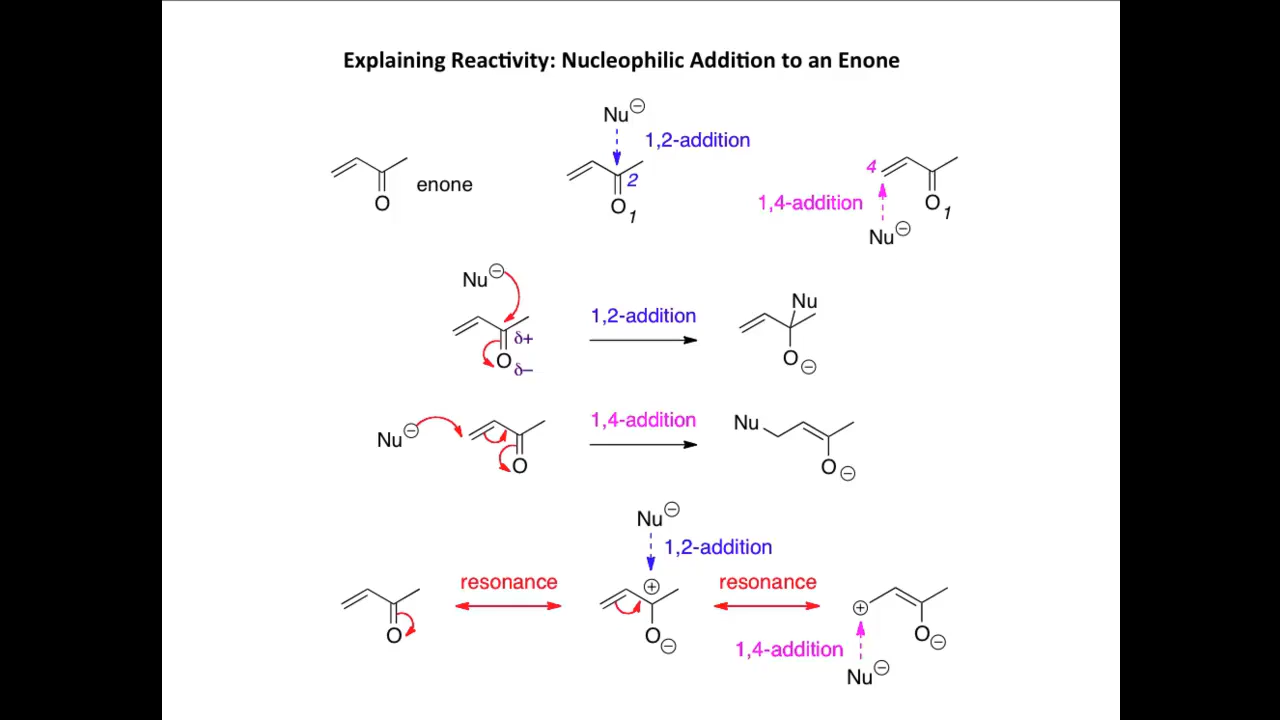 Explaining Reactivity: Nucleophilic Addition to an Enone
Nu⊖
1,2-addition
enone
O
2
O 1
4
1,4-addition
O 1
Nu⊖
Nu⊖
δ+
O δ–
1,2-addition
Nu
O ⊖
Nu⊖
O
1,4-addition
Nu
O ⊖
Nu⊖
1,2-addition
O
resonance
⊕
O⊖
resonance
⊕
O⊖
1,4-addition
Nu⊖